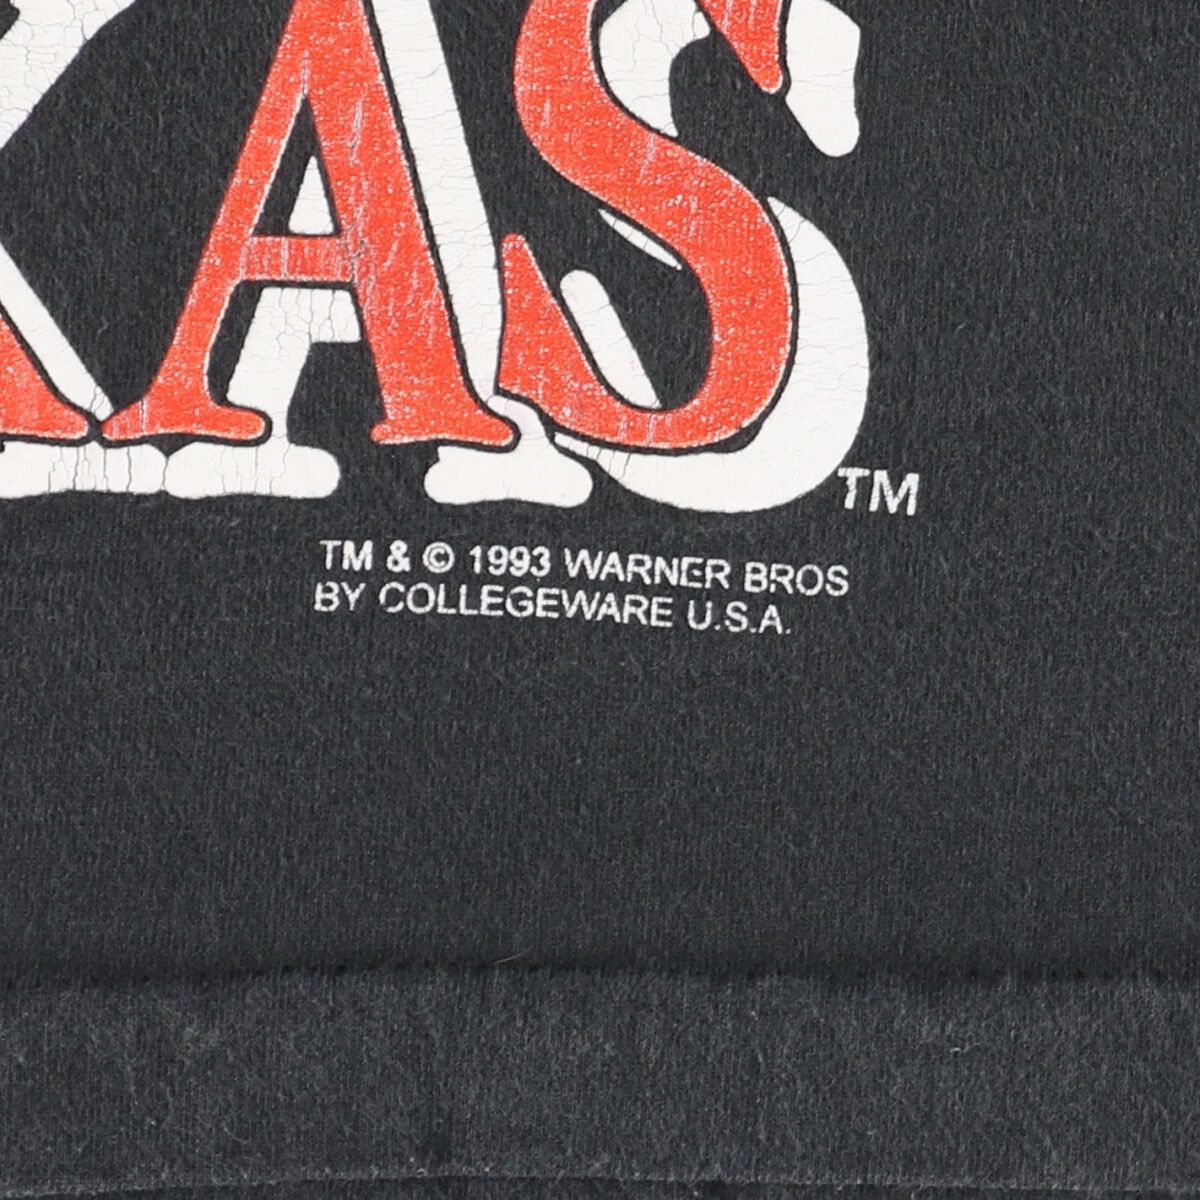 XAS
TM
TM & © 1993 WARNER BROS
BY COLLEGEWARE U.S.A.